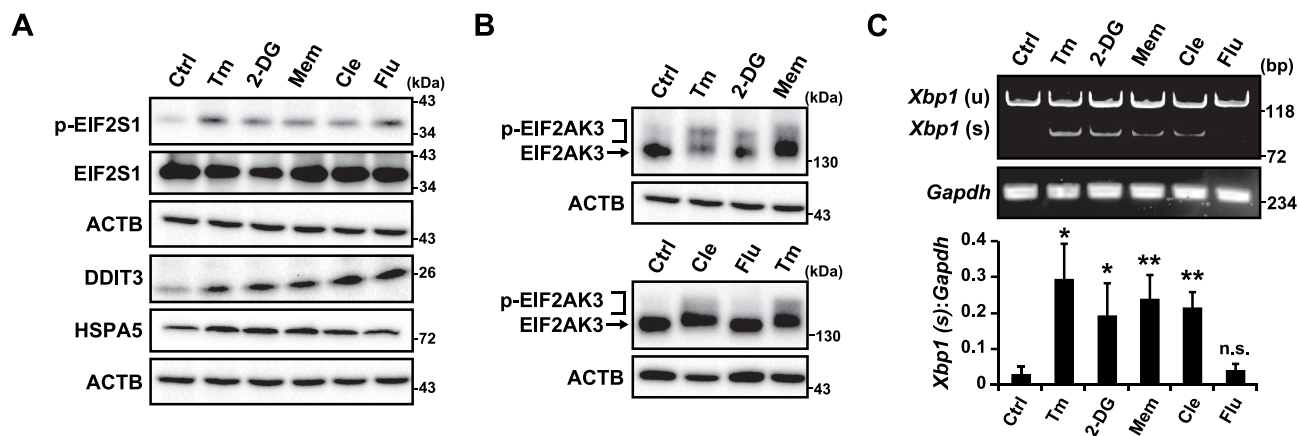 A
Ctrl Tm 2-DG Mem Cle Flu (kDa)
p-EIF2S1 43 34
EIF2S1 43 34
ACTB 43
DDIT3 26
HSPA5 72
ACTB 43
B
Ctrl Tm 2-DG Mem (kDa)
p-EIF2AK3
EIF2AK3 130
ACTB 43
Ctrl Cle Flu Tm (kDa)
p-EIF2AK3
EIF2AK3 130
ACTB 43
C
Ctrl Tm 2-DG Mem Cle Flu (bp)
Xbp1 (u) 118
Xbp1 (s) 72
Gapdh 234
Xbp1 (s):Gapdh
0.4
0.3
0.2
0.1
0
* * ** ** n.s.
Ctrl Tm 2-DG Mem Cle Flu